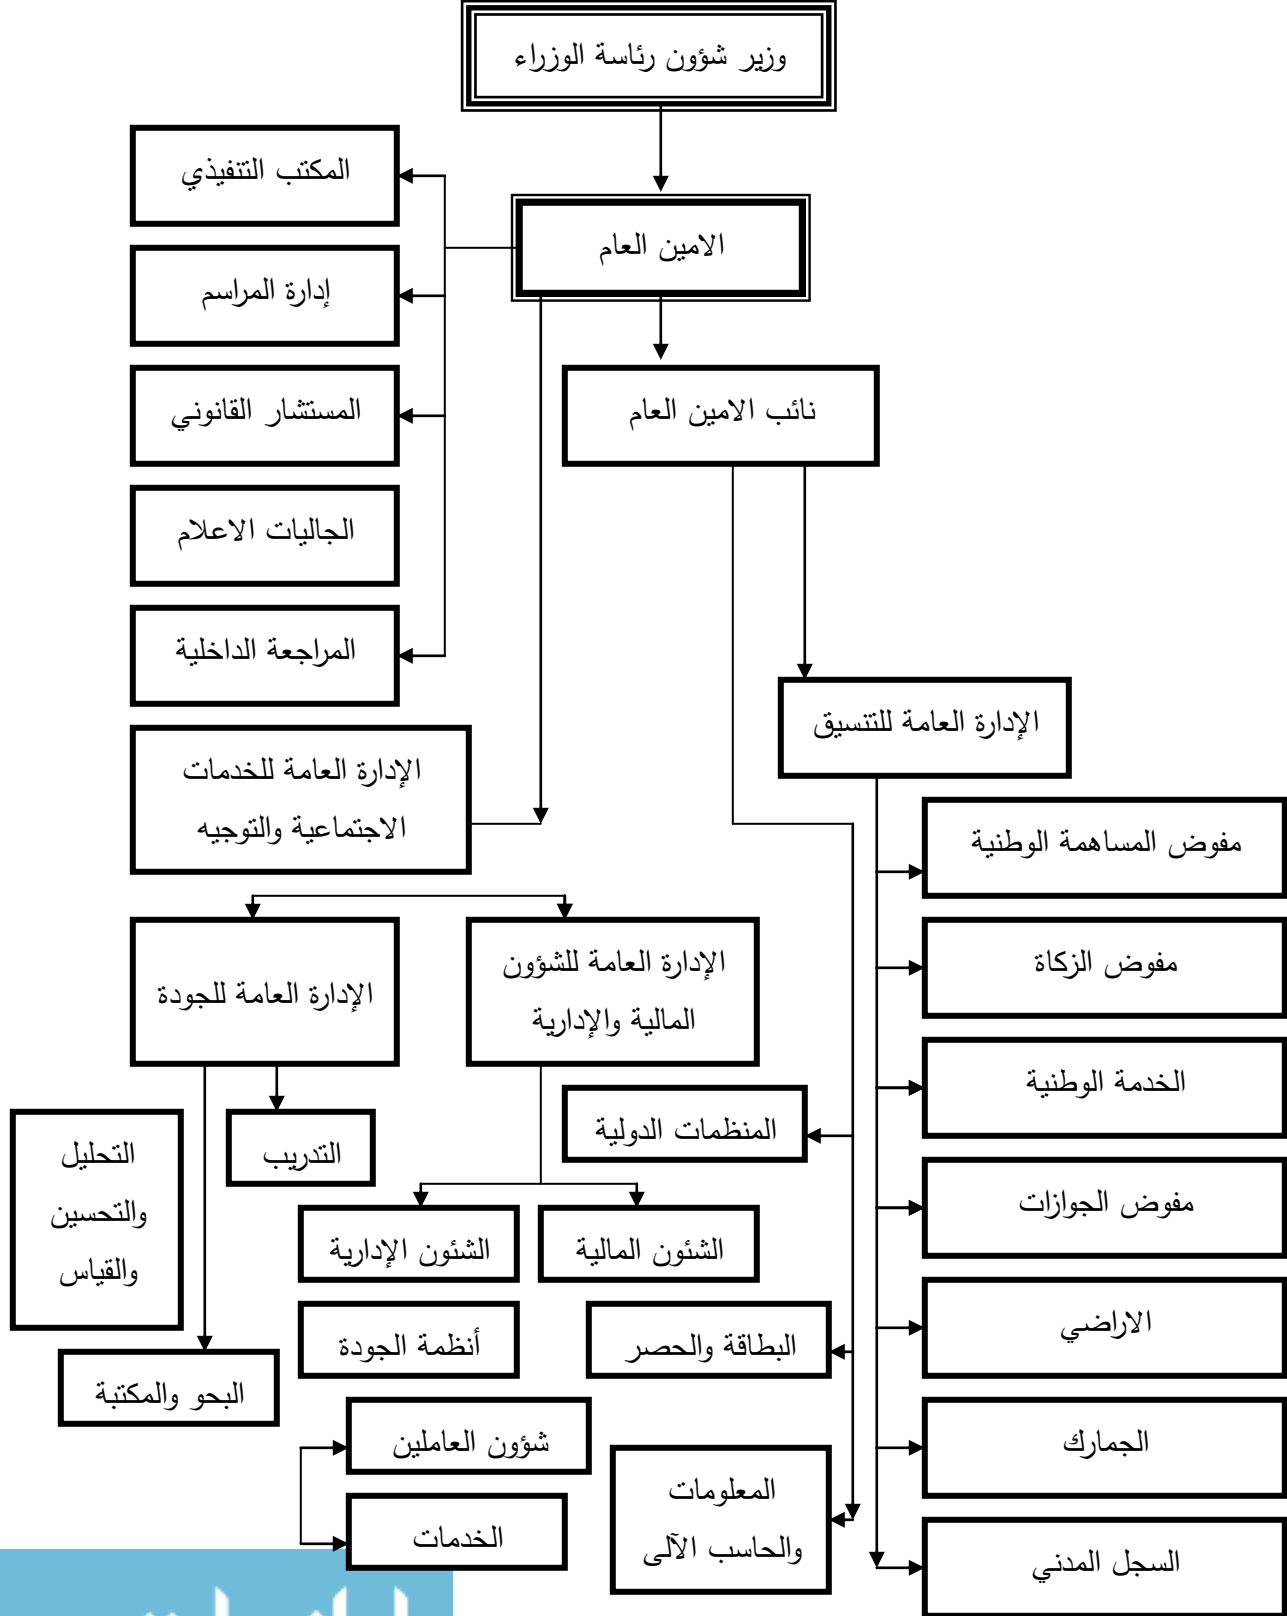 وزير شؤون رئاسة الوزراء
المكتب التنفيذي
الامين العام
إدارة المراسم
نائب الامين العام
المستشار القانوني
الجاليات الاعلام
المراجعة الداخلية
الإدارة العامة للتنسيق
الإدارة العامة للخدمات
الاجتماعية والتوجيه
مفوض المساهمة الوطنية
الإدارة العامة للشؤون
المالية والإدارية
الإدارة العامة للجودة
مفوض الزكاة
الخدمة الوطنية
المنظمات الدولية
التدريب
التحليل
والتحسين
والقياس
مفوض الجوازات
الشئون المالية
الشئون الإدارية
الاراضي
البطاقة والحصر
أنظمة الجودة
البحو والمكتبة
الجمارك
شؤون العاملين
المعلومات
والحاسب الآلى
الخدمات
السجل المدني